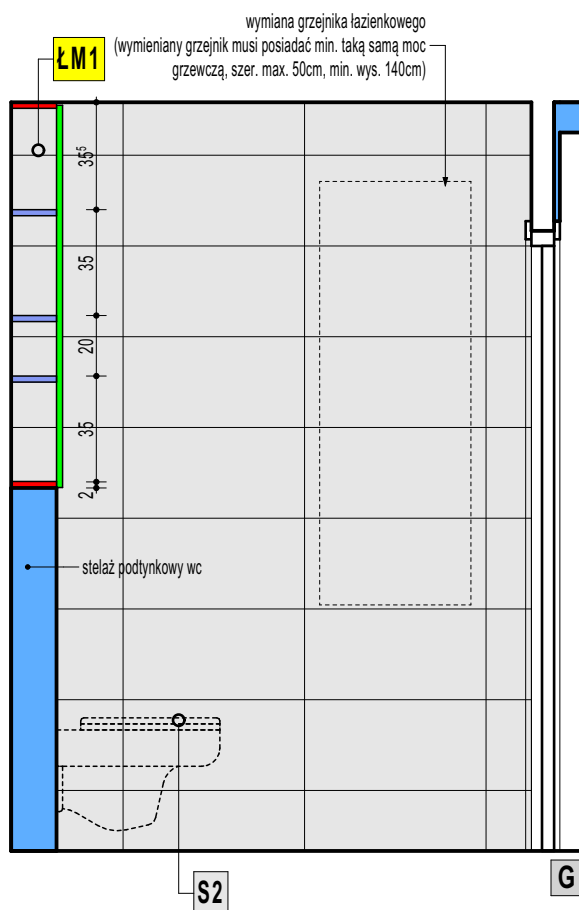 wymiana grzejnika łazienkowego
(wymieniany grzejnik musi posiadać min. taką samą moc
grzewczą, szer. max. 50cm, min. wys. 140cm)
ŁM1
35⁵
35
20
35
2
stelaż podtynkowy wc
S2
G